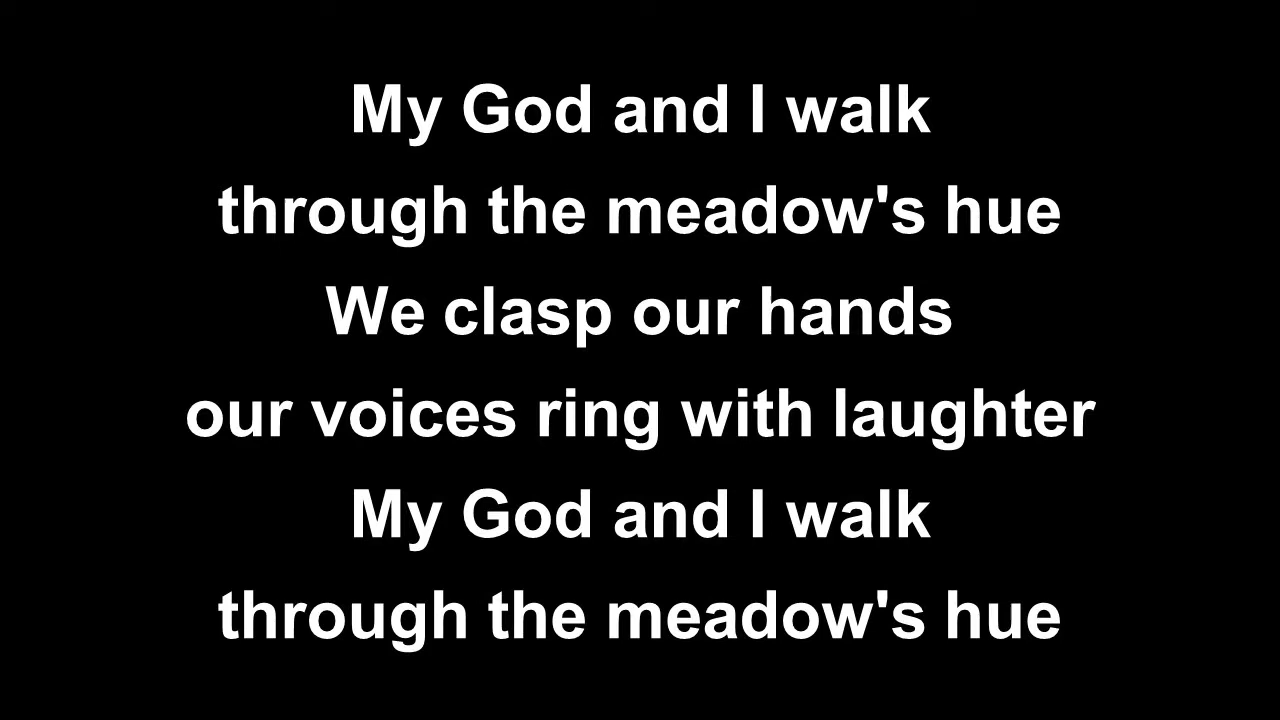 My God and I walk
through the meadow's hue
We clasp our hands
our voices ring with laughter
My God and I walk
through the meadow's hue